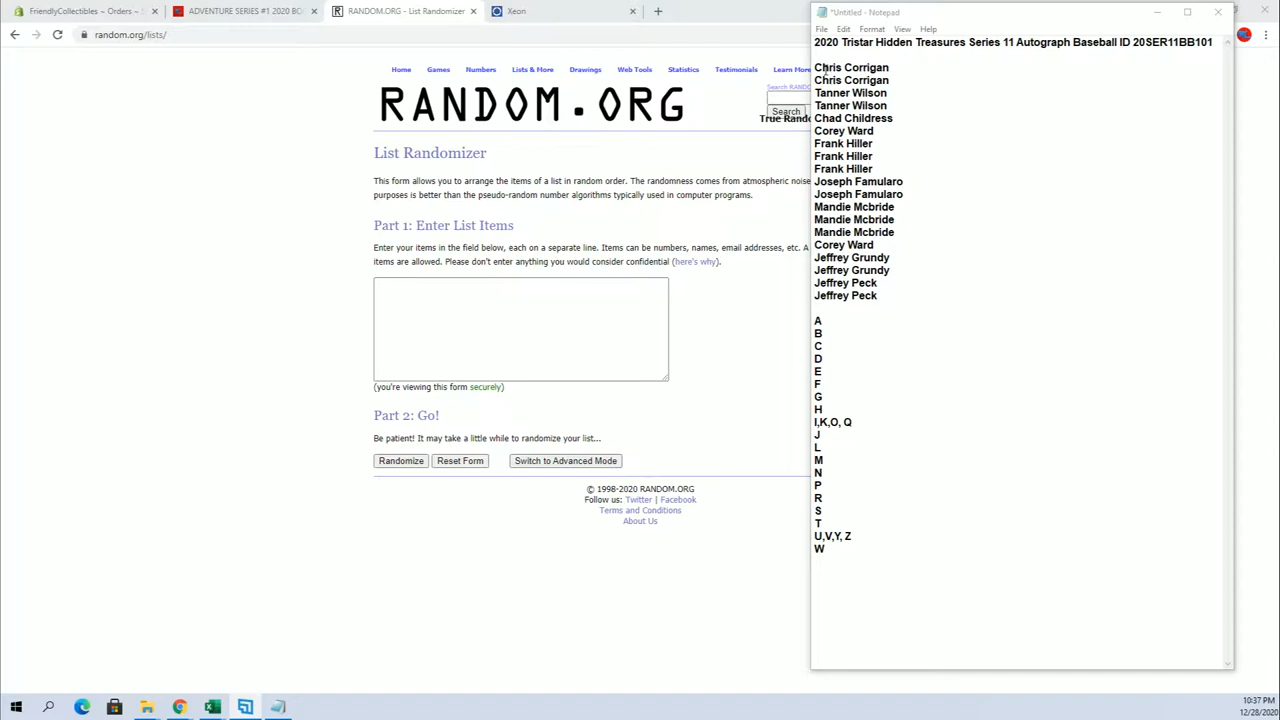 FriendlyCollectibles - Orders - S
ADVENTURE SERIES #1 2020 BO
RANDOM.ORG - List Randomizer
Xeon
random.org/lists/
Home Games Numbers Lists & More Drawings Web Tools Statistics Testimonials Learn More
Search RAND
RANDOM.ORG
Search
True Rando
List Randomizer
This form allows you to arrange the items of a list in random order. The randomness comes from atmospheric noise
purposes is better than the pseudo-random number algorithms typically used in computer programs.
Part 1: Enter List Items
Enter your items in the field below, each on a separate line. Items can be numbers, names, email addresses, etc. A
items are allowed. Please don't enter anything you would consider confidential (here's why).
(you're viewing this form securely)
Part 2: Go!
Be patient! It may take a little while to randomize your list...
Randomize Reset Form Switch to Advanced Mode
© 1998-2020 RANDOM.ORG
Follow us: Twitter | Facebook
Terms and Conditions
About Us
*Untitled - Notepad
File Edit Format View Help
2020 Tristar Hidden Treasures Series 11 Autograph Baseball ID 20SER11BB101
Chris Corrigan
Chris Corrigan
Tanner Wilson
Tanner Wilson
Chad Childress
Corey Ward
Frank Hiller
Frank Hiller
Frank Hiller
Joseph Famularo
Joseph Famularo
Mandie Mcbride
Mandie Mcbride
Mandie Mcbride
Corey Ward
Jeffrey Grundy
Jeffrey Grundy
Jeffrey Peck
Jeffrey Peck
A
B
C
D
E
F
G
H
I,K,O, Q
J
L
M
N
P
R
S
T
U,V,Y, Z
W
10:37 PM
12/28/2020